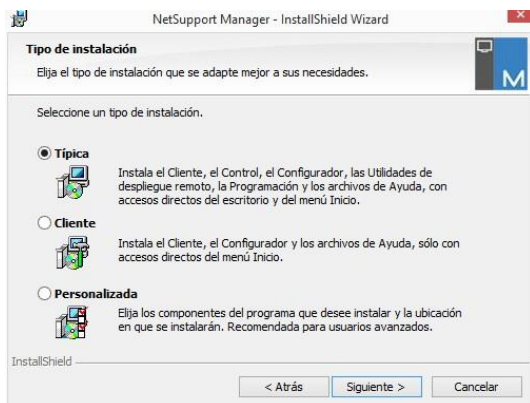 NetSupport Manager - InstallShield Wizard
Tipo de instalación
Elija el tipo de instalación que se adapte mejor a sus necesidades.
M
Seleccione un tipo de instalación.
Típica
Instala el Cliente, el Control, el Configurador, las Utilidades de
despliegue remoto, la Programación y los archivos de Ayuda, con
accesos directos del escritorio y del menú Inicio.
Cliente
Instala el Cliente, el Configurador y los archivos de Ayuda, sólo con
accesos directos del menú Inicio.
Personalizada
Elija los componentes del programa que desee instalar y la ubicación
en que se instalarán. Recomendada para usuarios avanzados.
InstallShield
< Atrás Siguiente > Cancelar